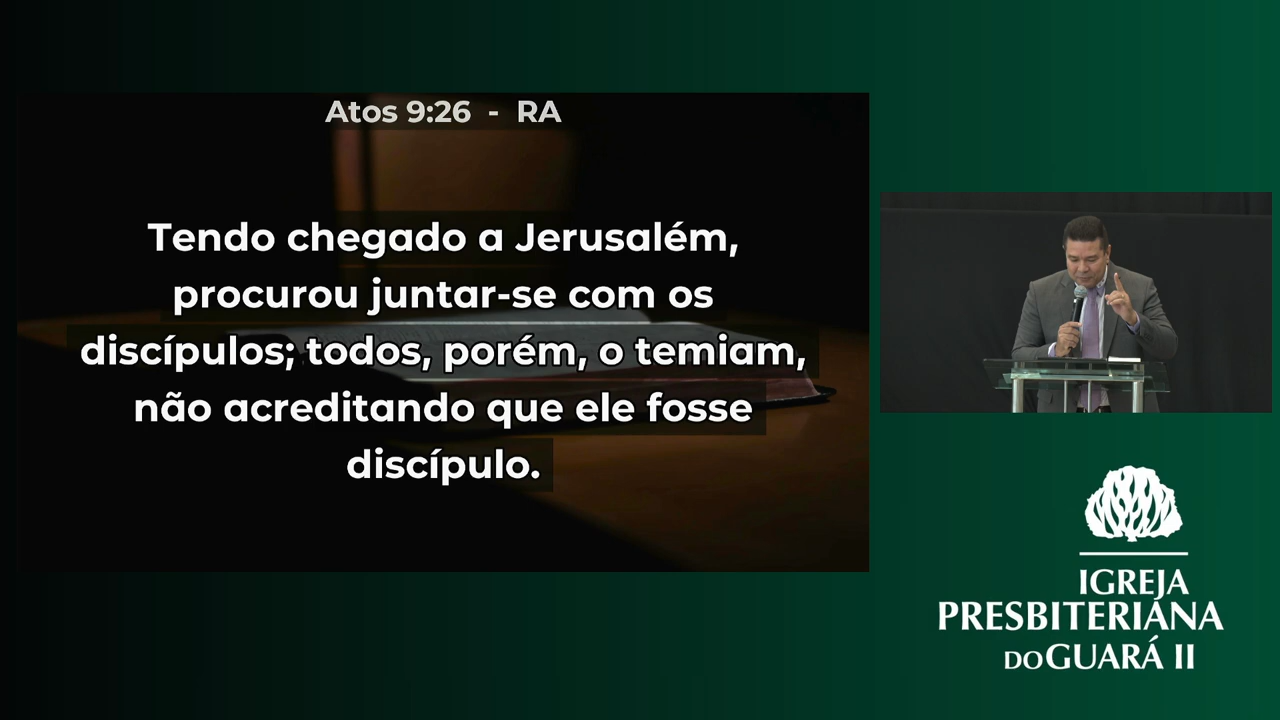 Atos 9:26 - RA
Tendo chegado a Jerusalém,
procurou juntar-se com os
discípulos; todos, porém, o temiam,
não acreditando que ele fosse
discípulo.
IGREJA
PRESBITERIANA
DO GUARÁ II